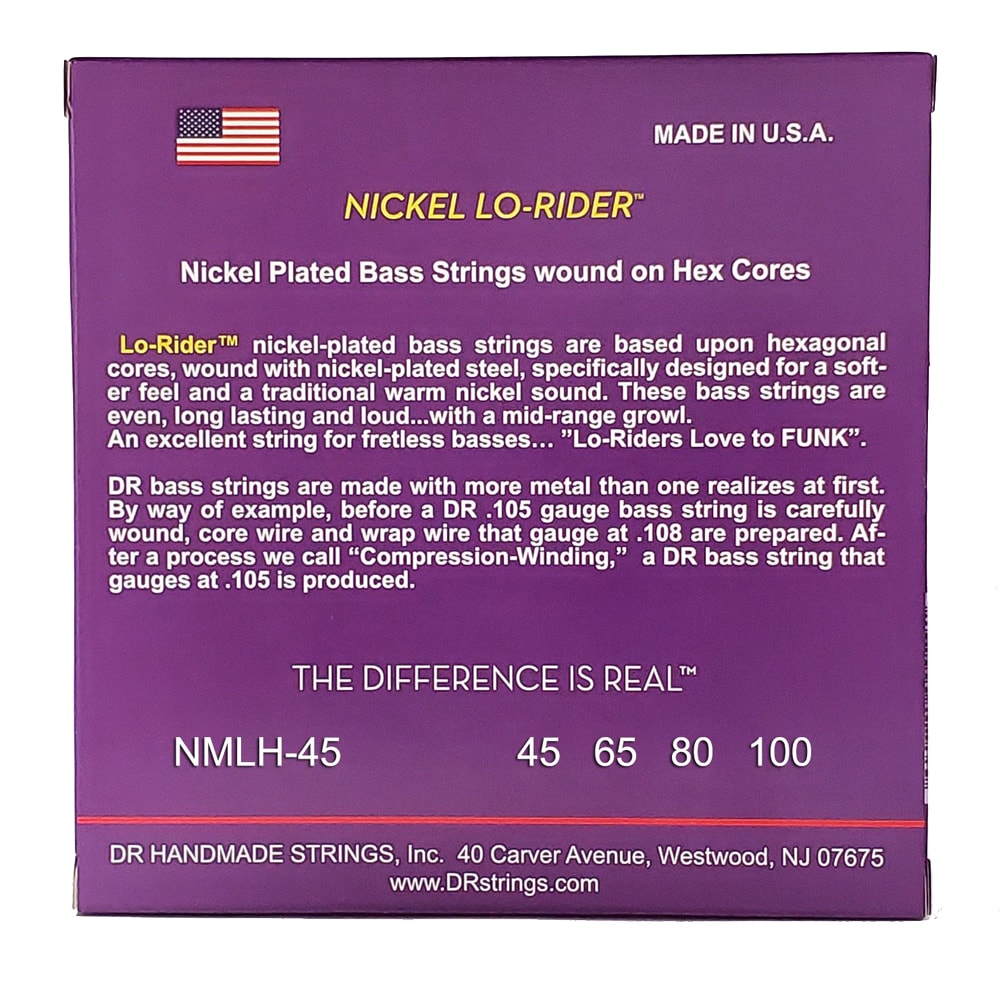 MADE IN U.S.A.
NICKEL LO-RIDER™
Nickel Plated Bass Strings wound on Hex Cores
Lo-Rider™ nickel-plated bass strings are based upon hexagonal
cores, wound with nickel-plated steel, specifically designed for a soft-
er feel and a traditional warm nickel sound. These bass strings are
even, long lasting and loud...with a mid-range growl.
An excellent string for fretless basses... ”Lo-Riders Love to FUNK”.
DR bass strings are made with more metal than one realizes at first.
By way of example, before a DR .105 gauge bass string is carefully
wound, core wire and wrap wire that gauge at .108 are prepared. Af-
ter a process we call “Compression-Winding,” a DR bass string that
gauges at .105 is produced.
THE DIFFERENCE IS REAL™
NMLH-45 45 65 80 100
DR HANDMADE STRINGS, Inc. 40 Carver Avenue, Westwood, NJ 07675
www.DRstrings.com